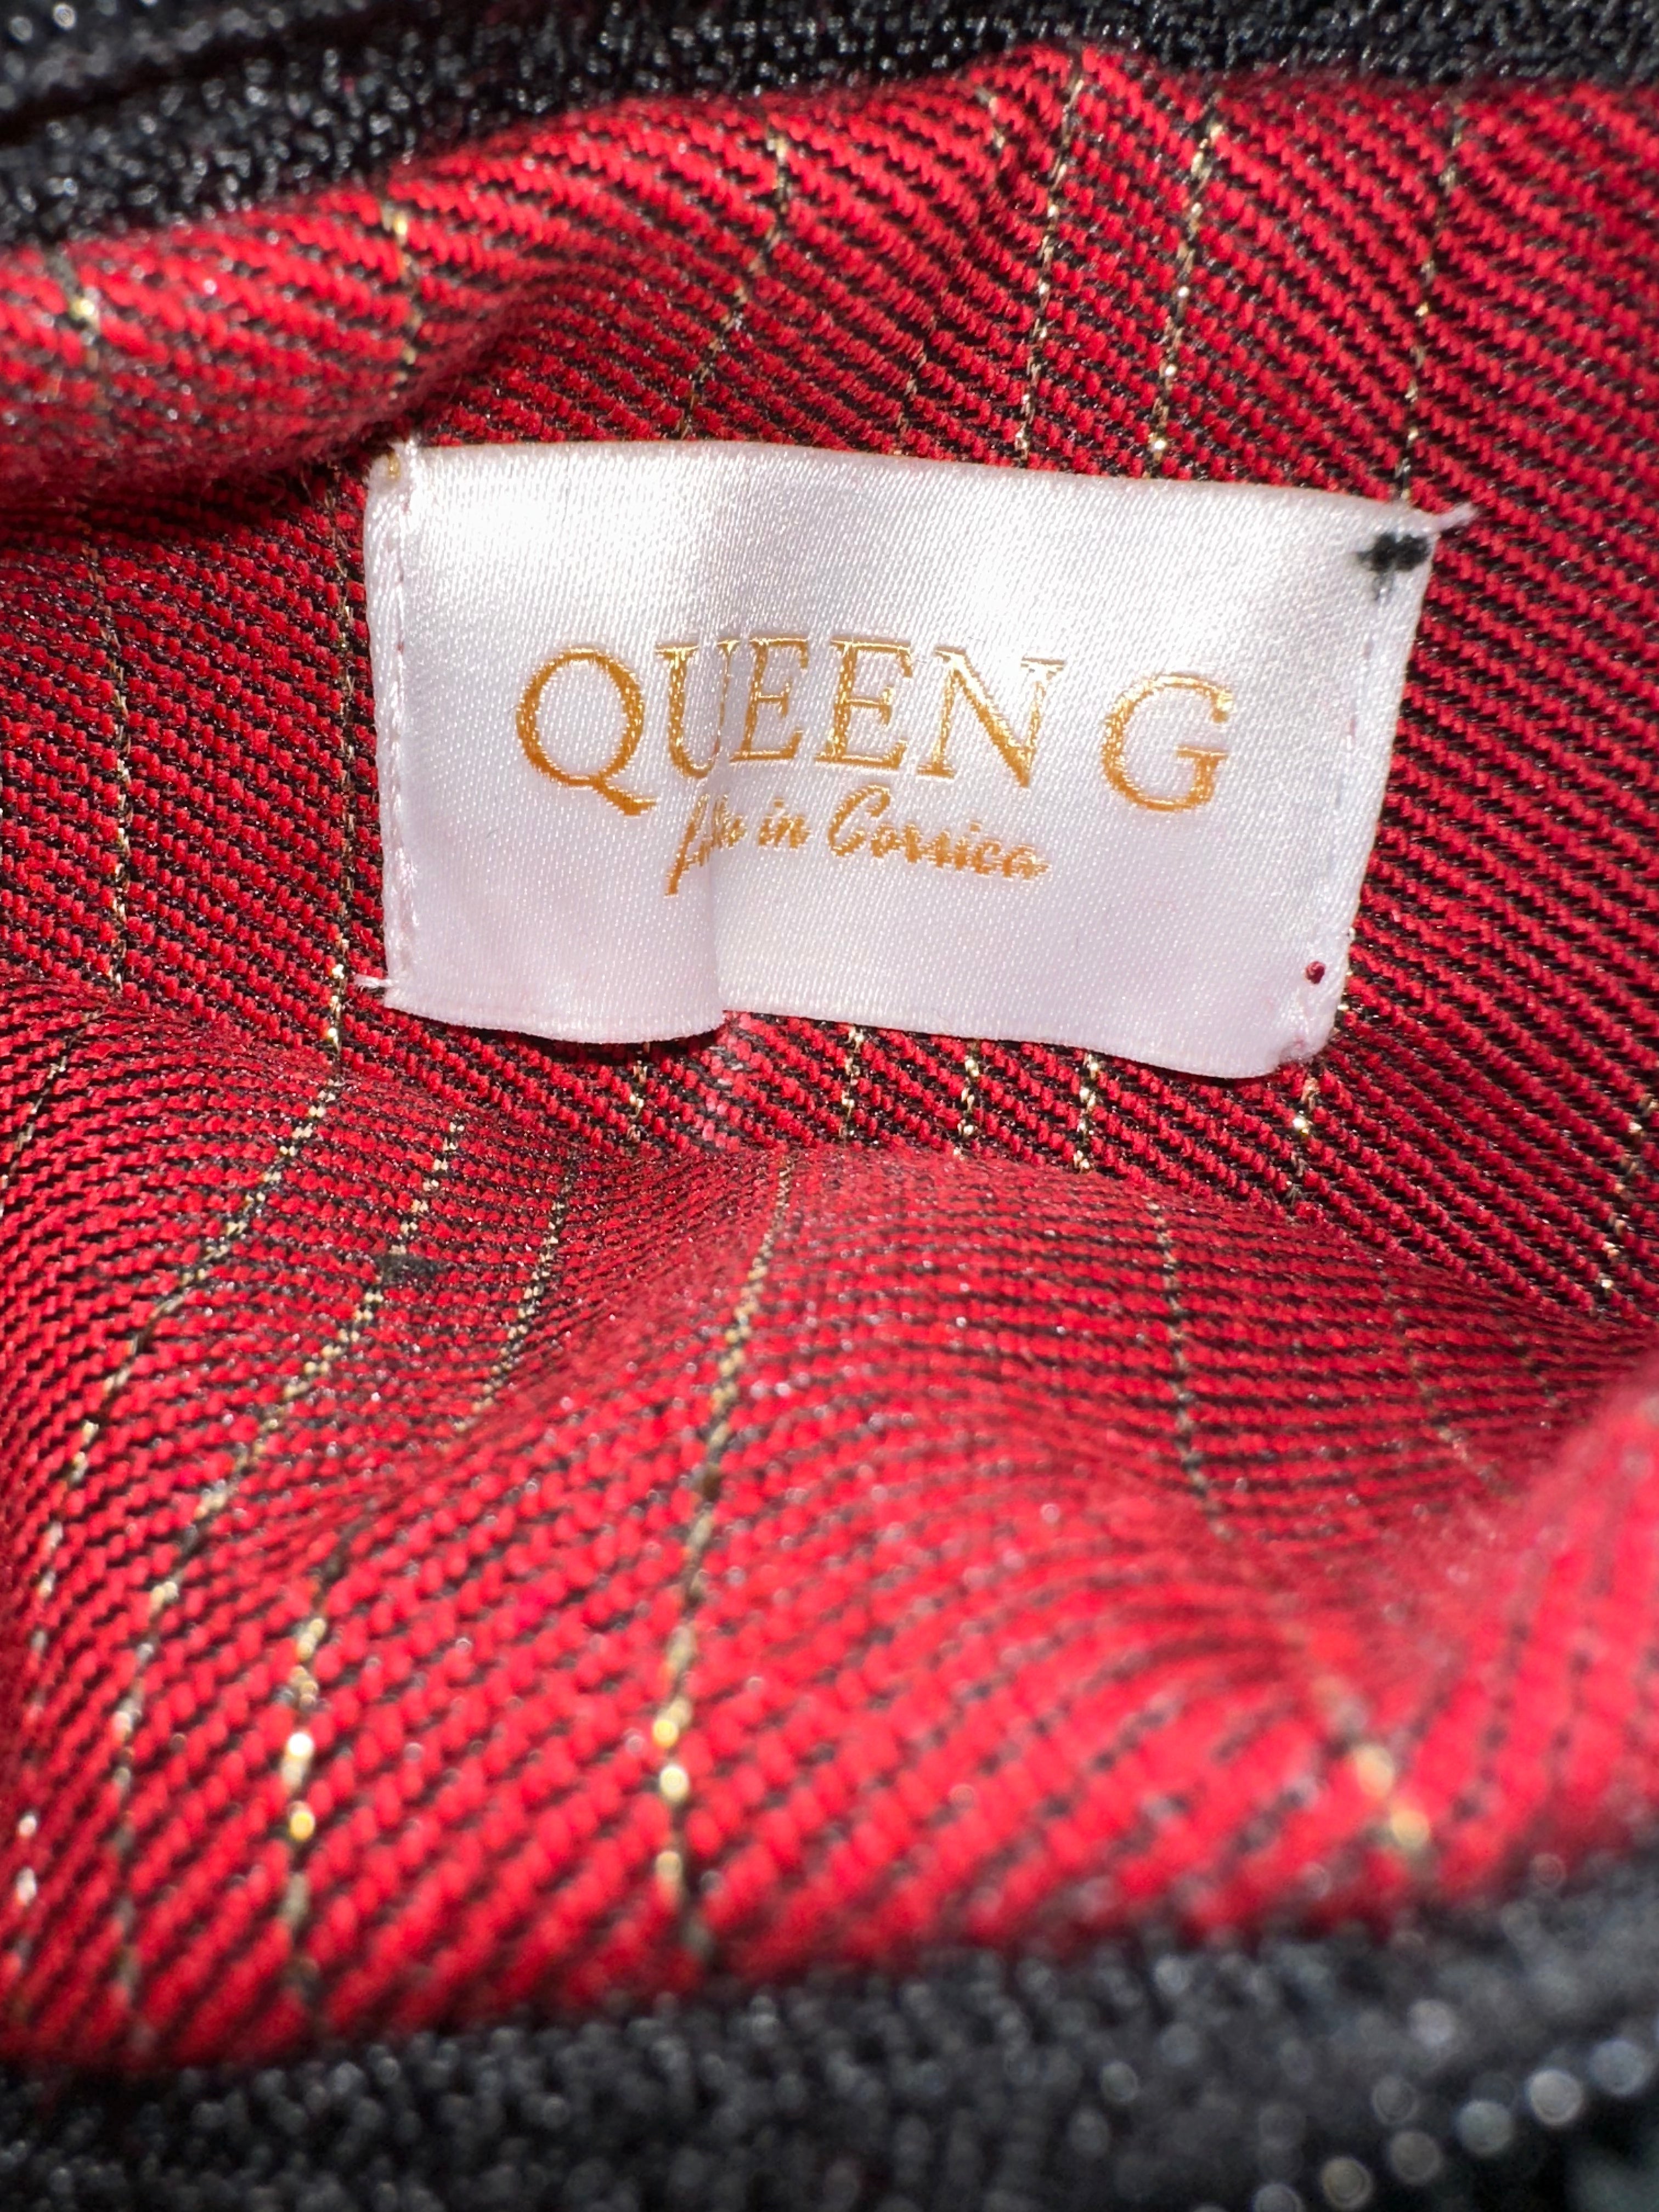 QUEEN G
in Corsica